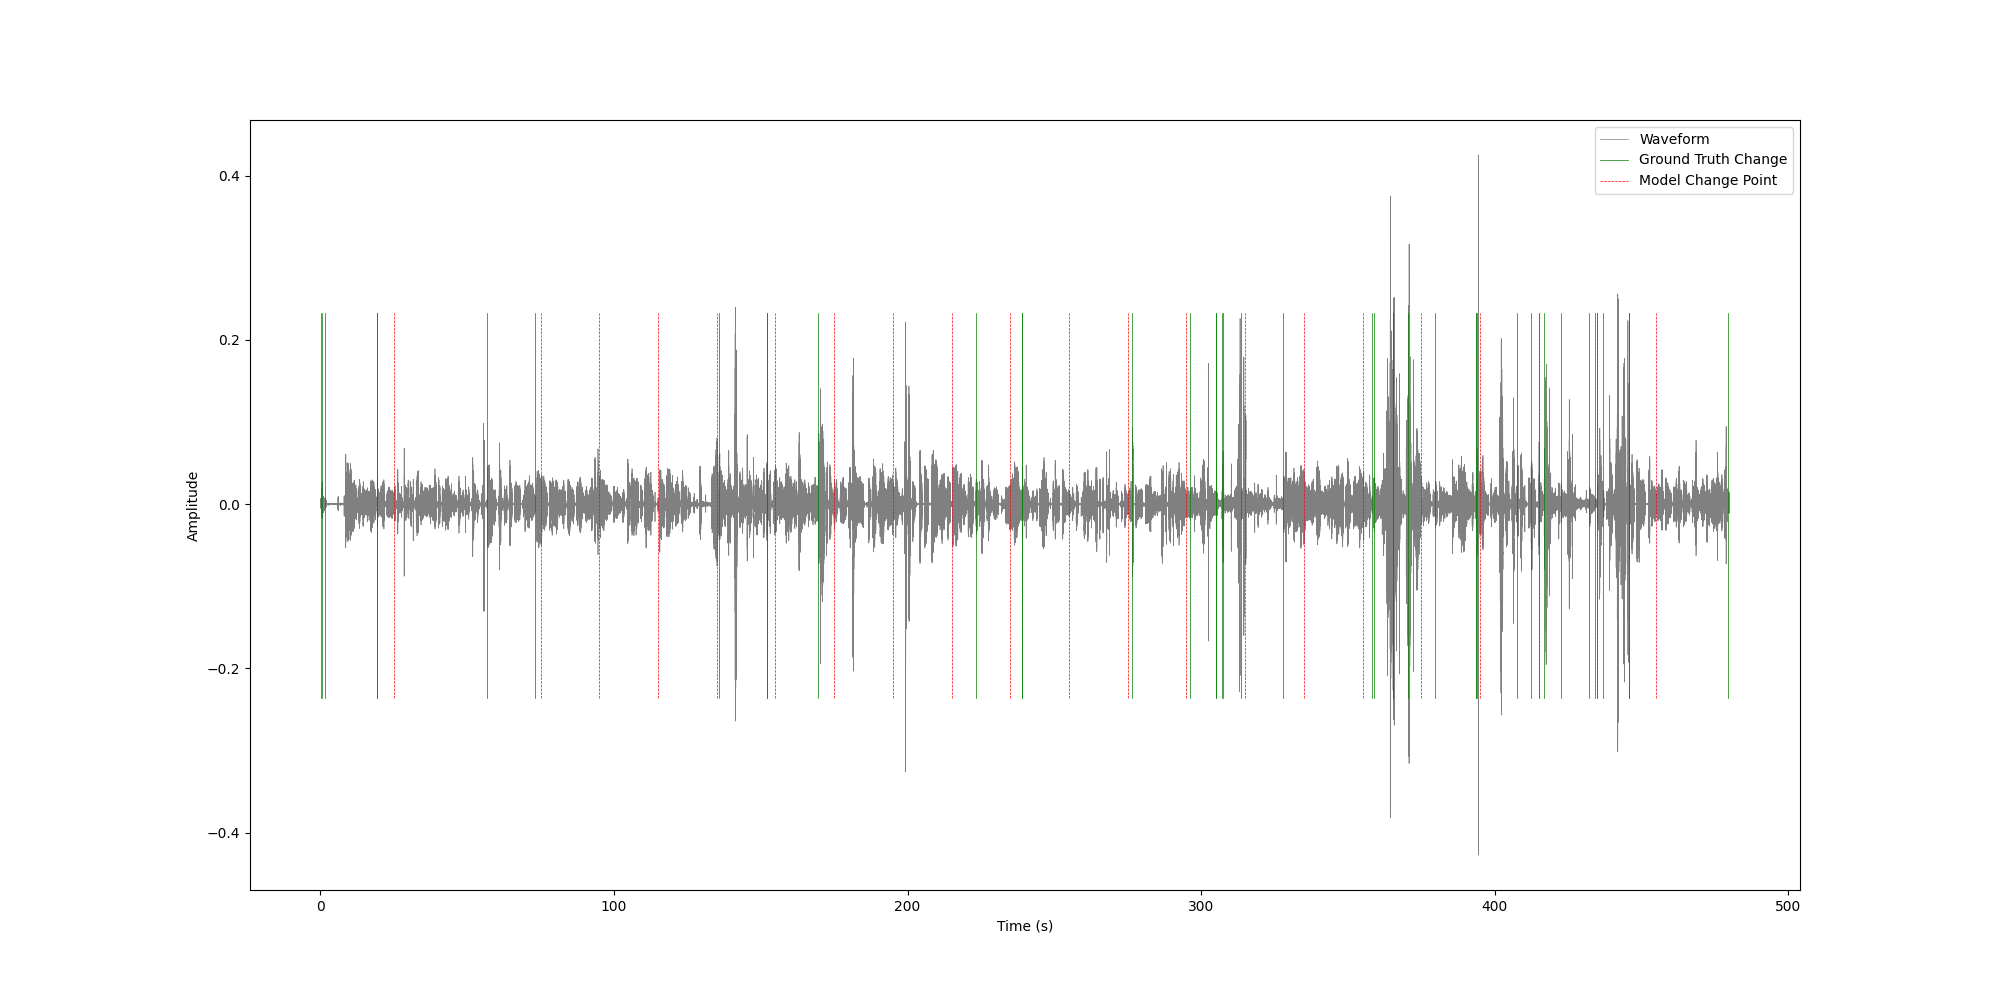 Waveform
Ground Truth Change
Model Change Point
Amplitude
0.4
0.2
0.0
−0.2
−0.4
0 100 200 300 400 500
Time (s)